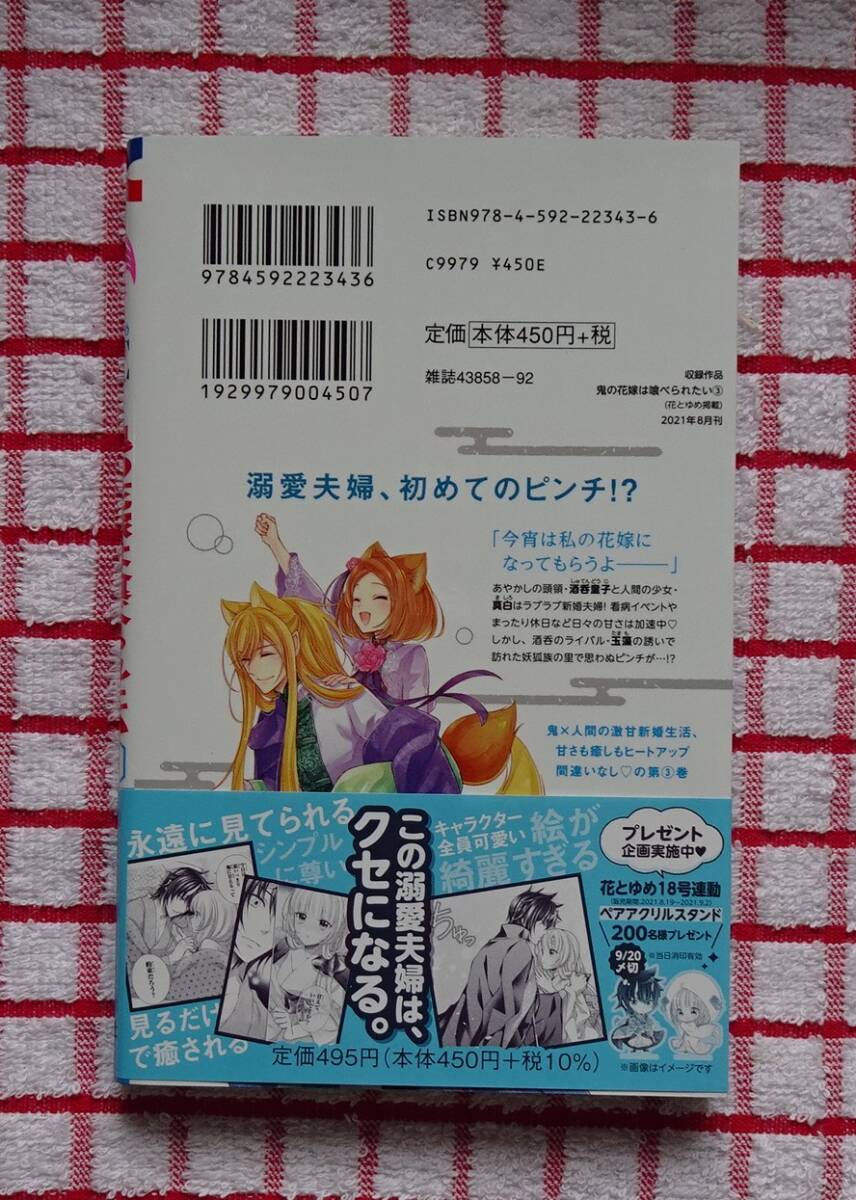 ISBN978-4-592-22343-6
9784592223436
C9979 ¥450E
定価 本体450円+税
1929979004507
雑誌43858-92
収録作品
鬼の花嫁は喰べられたい③
(花とゆめ掲載)
2021年8月刊
溺愛夫婦、初めてのピンチ!?
「今宵は私の花嫁に
なってもらうよ―――」
あやかしの頭領・酒呑童子と人間の少女・
真白はラブラブ新婚夫婦! 看病イベントや
まったり休日など日々の甘さは加速中♡
しかし、酒呑のライバル・玉藻の誘いで
訪れた妖狐族の里で思わぬピンチが…!?
鬼×人間の激甘新婚生活、
甘さも癒しもヒートアップ
間違いなし♡の第③巻
永遠に見てられる
シンプル
に尊い
見るだけ
で癒される
この溺愛夫婦は、
クセになる。
キャラクター
全員可愛い
絵が
綺麗すぎる
プレゼント
企画実施中♥
花とゆめ18号連動
(販売期間:2021.8.19～2021.9.2)
ペアアクリルスタンド
200名様プレゼント
9/20
〆切
※当日消印有効
※画像はイメージです
定価495円(本体450円+税10%)